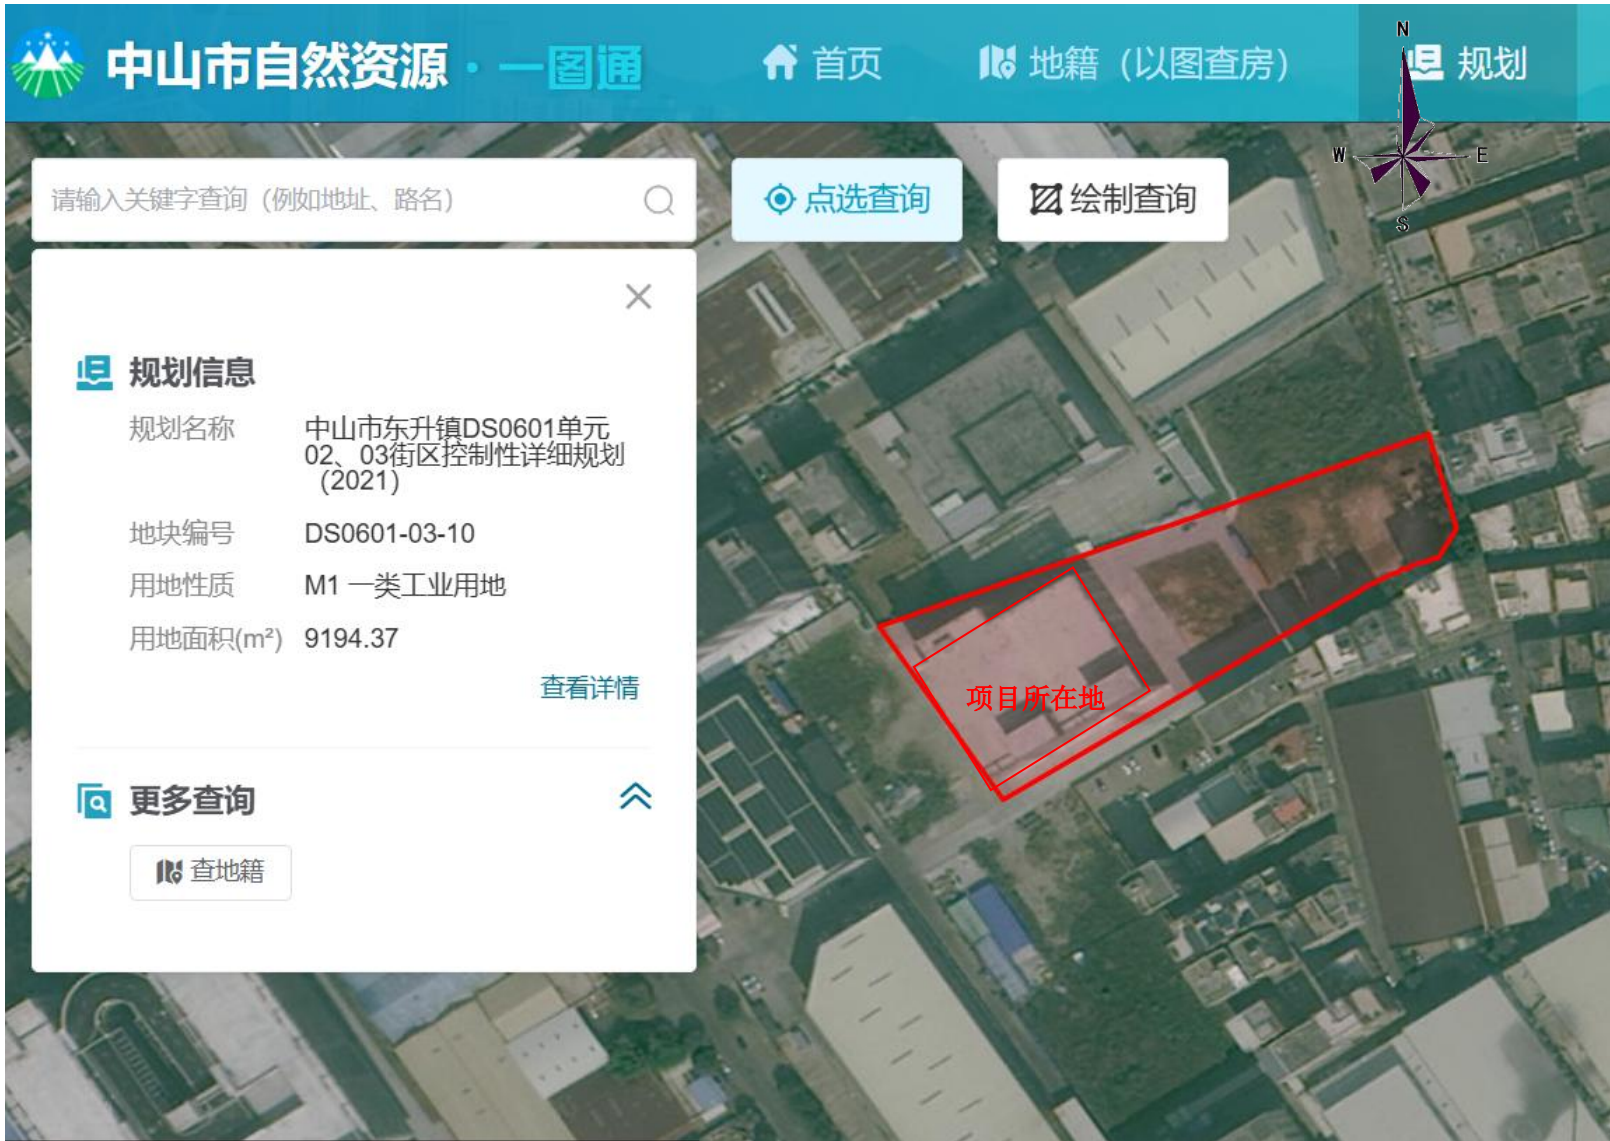 中山市自然资源·一图通
首页
地籍（以图查房）
规划
N
W
E
S
请输入关键字查询（例如地址、路名）
点选查询
绘制查询
规划信息
规划名称
中山市东升镇DS0601单元
02、03街区控制性详细规划
（2021）
地块编号
DS0601-03-10
用地性质
M1 一类工业用地
用地面积(m²)
9194.37
查看详情
更多查询
查地籍
项目所在地